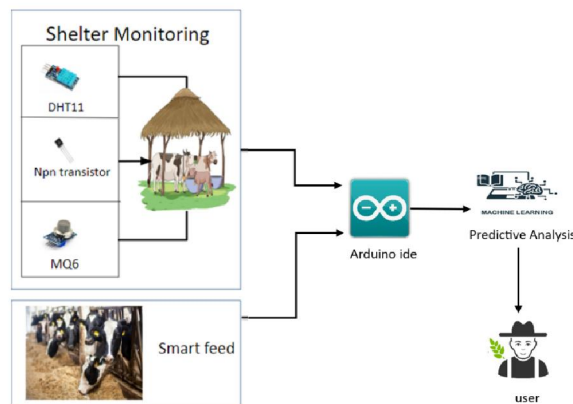 Shelter Monitoring
DHT11
Npn transistor
MQ6
Smart feed
Arduino ide
MACHINE LEARNING
Predictive Analysis
user